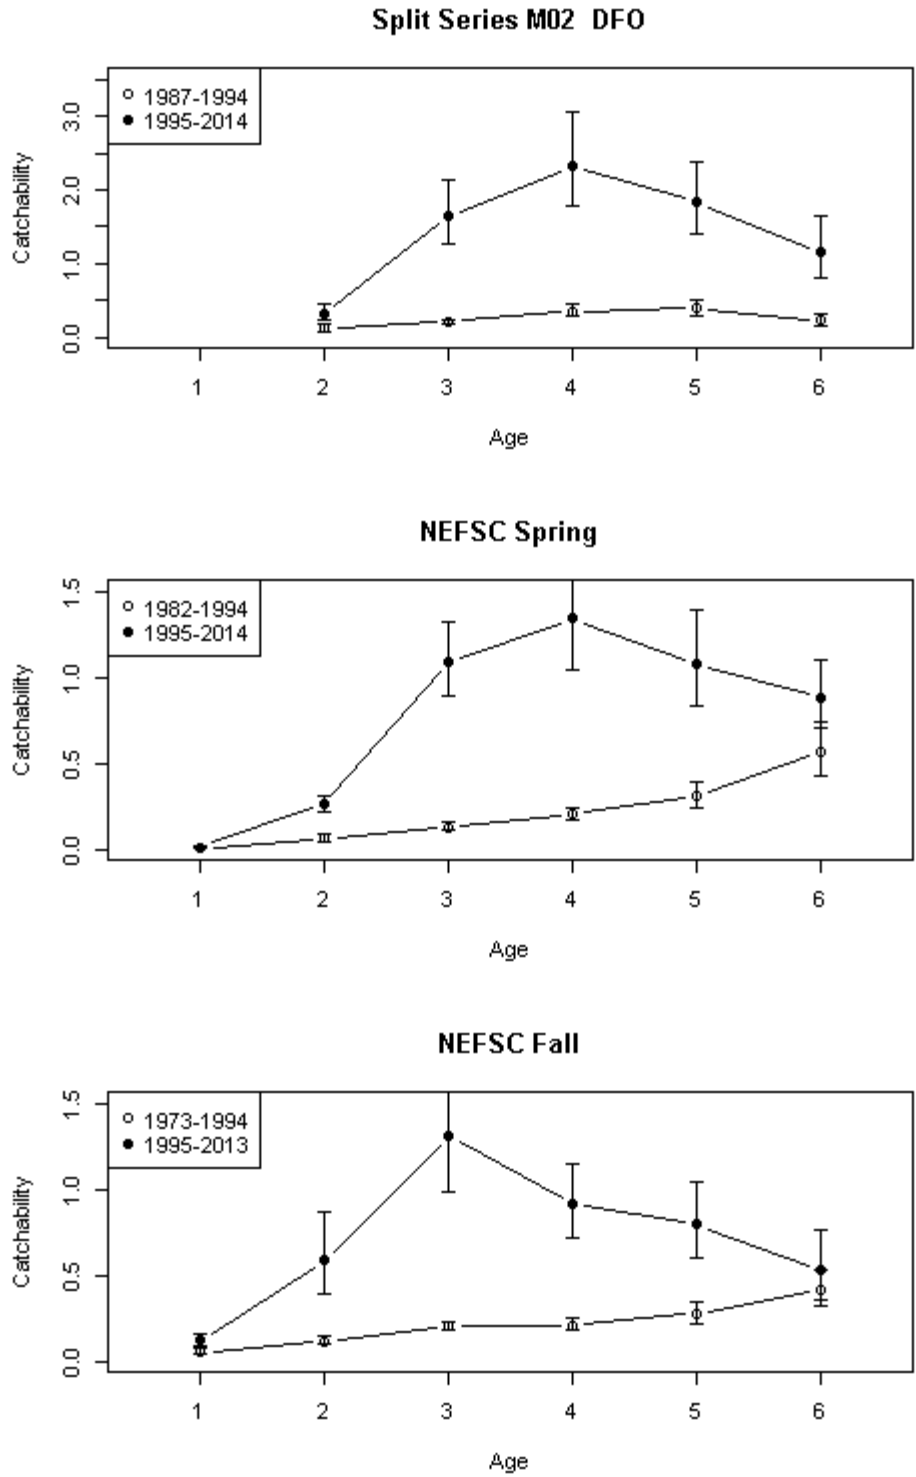 Split Series M02  DFO
1987-1994
1995-2014
Catchability
0.0 1.0 2.0 3.0
1 2 3 4 5 6
Age
NEFSC Spring
1982-1994
1995-2014
Catchability
0.0 0.5 1.0 1.5
1 2 3 4 5 6
Age
NEFSC Fall
1973-1994
1995-2013
Catchability
0.0 0.5 1.0 1.5
1 2 3 4 5 6
Age